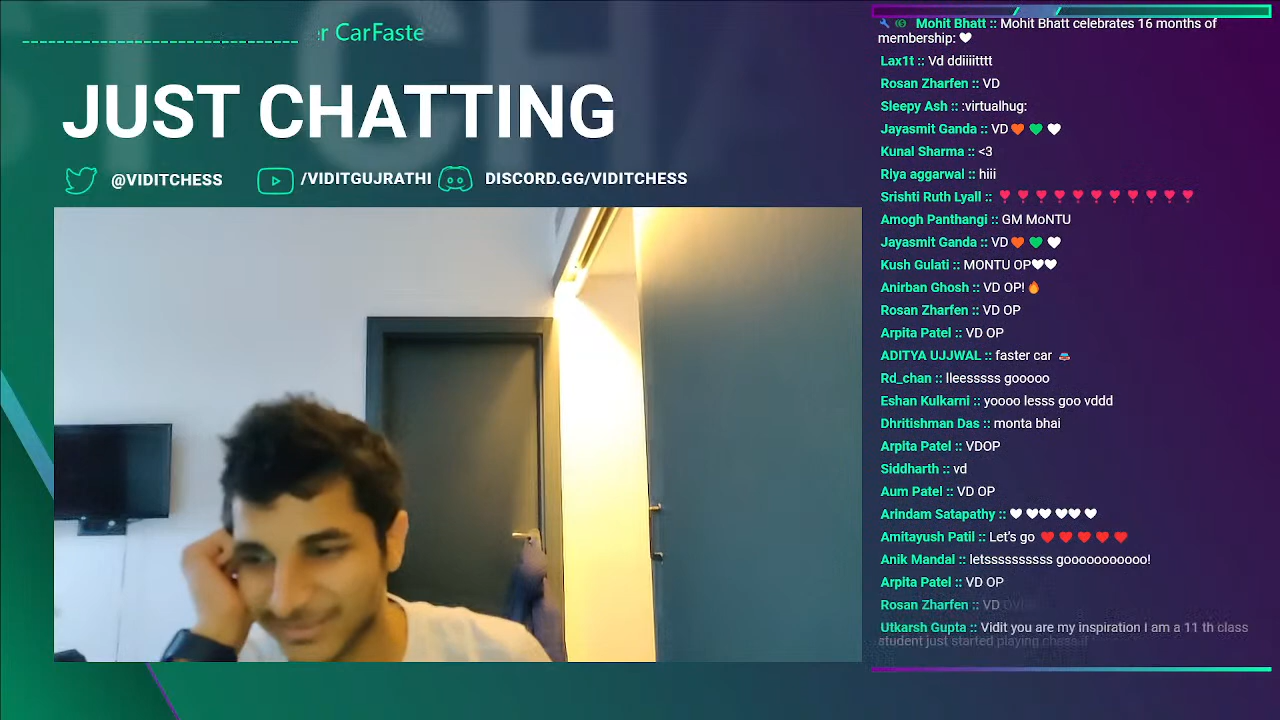 r CarFaste
JUST CHATTING
@VIDITCHESS
/VIDITGUJRATHI
DISCORD.GG/VIDITCHESS
Mohit Bhatt :: Mohit Bhatt celebrates 16 months of
membership: 🤍
Lax1t :: Vd ddiiiitttt
Rosan Zharfen :: VD
Sleepy Ash :: :virtualhug:
Jayasmit Ganda :: VD 🧡 💚 🤍
Kunal Sharma :: <3
Riya aggarwal :: hiii
Srishti Ruth Lyall :: ❣ ❣ ❣ ❣ ❣ ❣ ❣ ❣ ❣ ❣ ❣
Amogh Panthangi :: GM MoNTU
Jayasmit Ganda :: VD 🧡 💚 🤍
Kush Gulati :: MONTU OP🤍🤍
Anirban Ghosh :: VD OP! 🔥
Rosan Zharfen :: VD OP
Arpita Patel :: VD OP
ADITYA UJJWAL :: faster car 🚘
Rd_chan :: lleesssss gooooo
Eshan Kulkarni :: yoooo lesss goo vddd
Dhritishman Das :: monta bhai
Arpita Patel :: VDOP
Siddharth :: vd
Aum Patel :: VD OP
Arindam Satapathy :: 🤍 🤍🤍 🤍🤍 🤍
Amitayush Patil :: Let's go ❤️ ❤️ ❤️ ❤️ ❤️
Anik Mandal :: letsssssssss gooooooooooo!
Arpita Patel :: VD OP
Rosan Zharfen :: VD
Utkarsh Gupta :: Vidit you are my inspiration I am a 11 th class
student just started playing chess